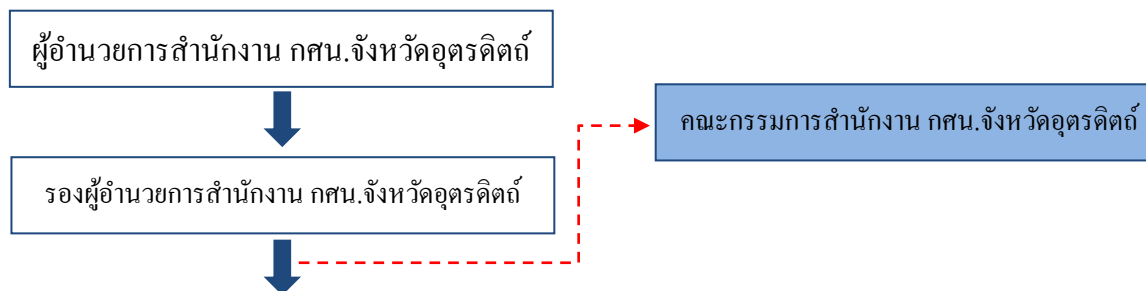 ผู้อำนวยการสำนักงาน กศน.จังหวัดอุตรดิตถ์
คณะกรรมการสำนักงาน กศน.จังหวัดอุตรดิตถ์
รองผู้อำนวยการสำนักงาน กศน.จังหวัดอุตรดิตถ์